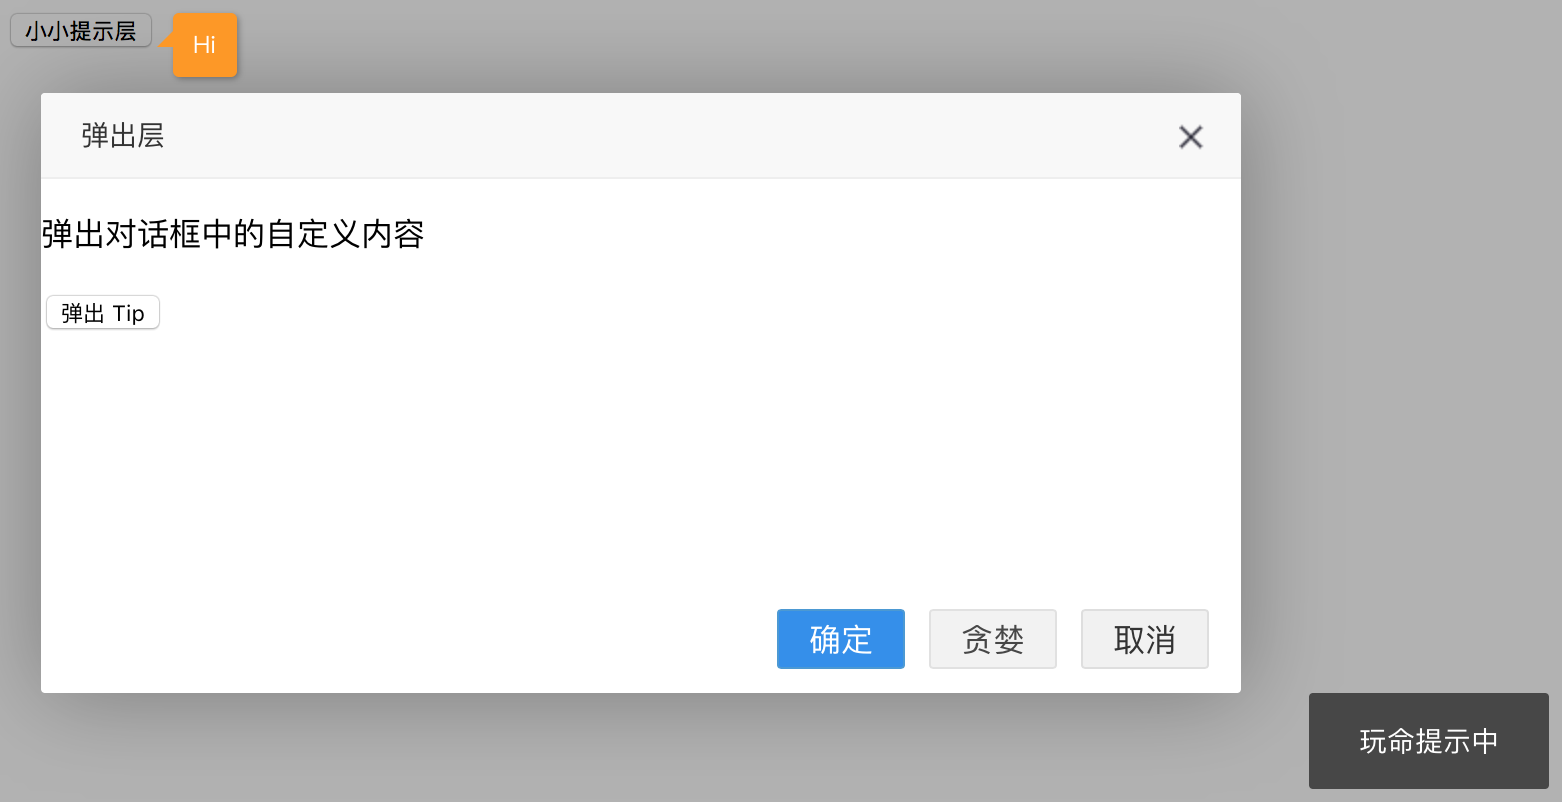 小小提示层
Hi
弹出层
弹出对话框中的自定义内容
弹出 Tip
确定
贪婪
取消
玩命提示中